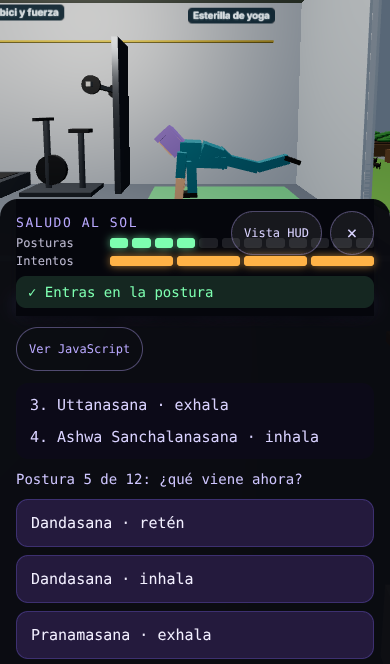 bici y fuerza
Esterilla de yoga
SALUDO AL SOL
Vista HUD
×
Posturas
Intentos
✓ Entras en la postura
Ver JavaScript
3. Uttanasana · exhala
4. Ashwa Sanchalanasana · inhala
Postura 5 de 12: ¿qué viene ahora?
Dandasana · retén
Dandasana · inhala
Pranamasana · exhala